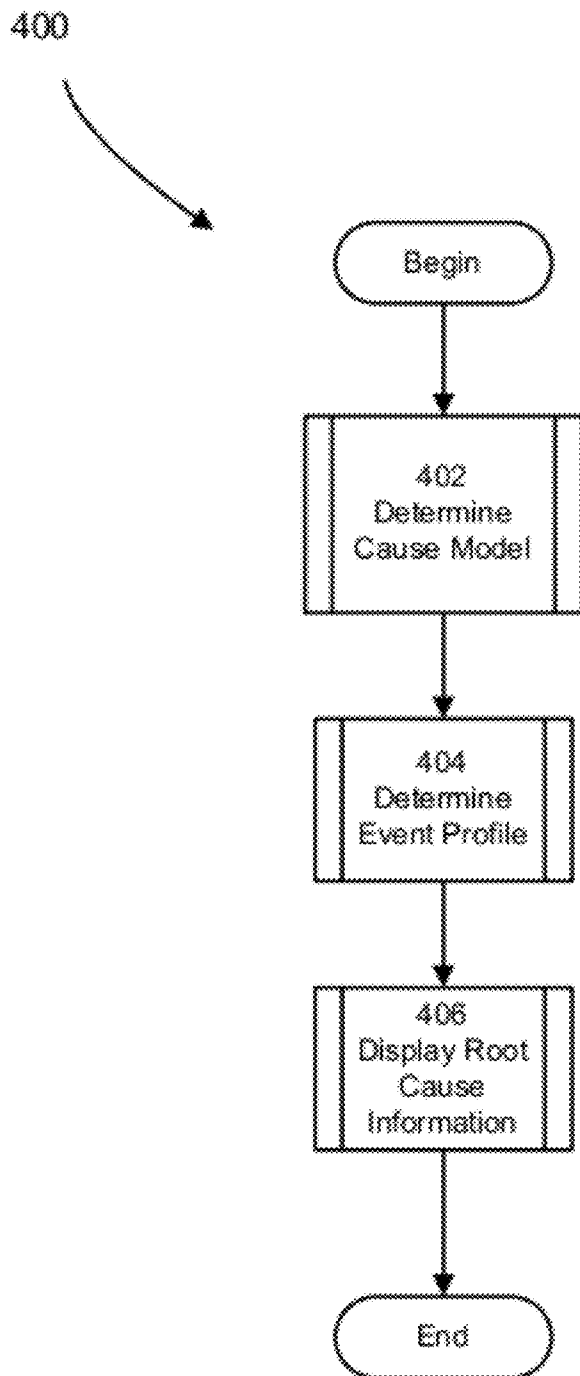 400
Begin
402
Determine
Cause Model
404
Determine
Event Profile
406
Display Root
Cause
Information
End